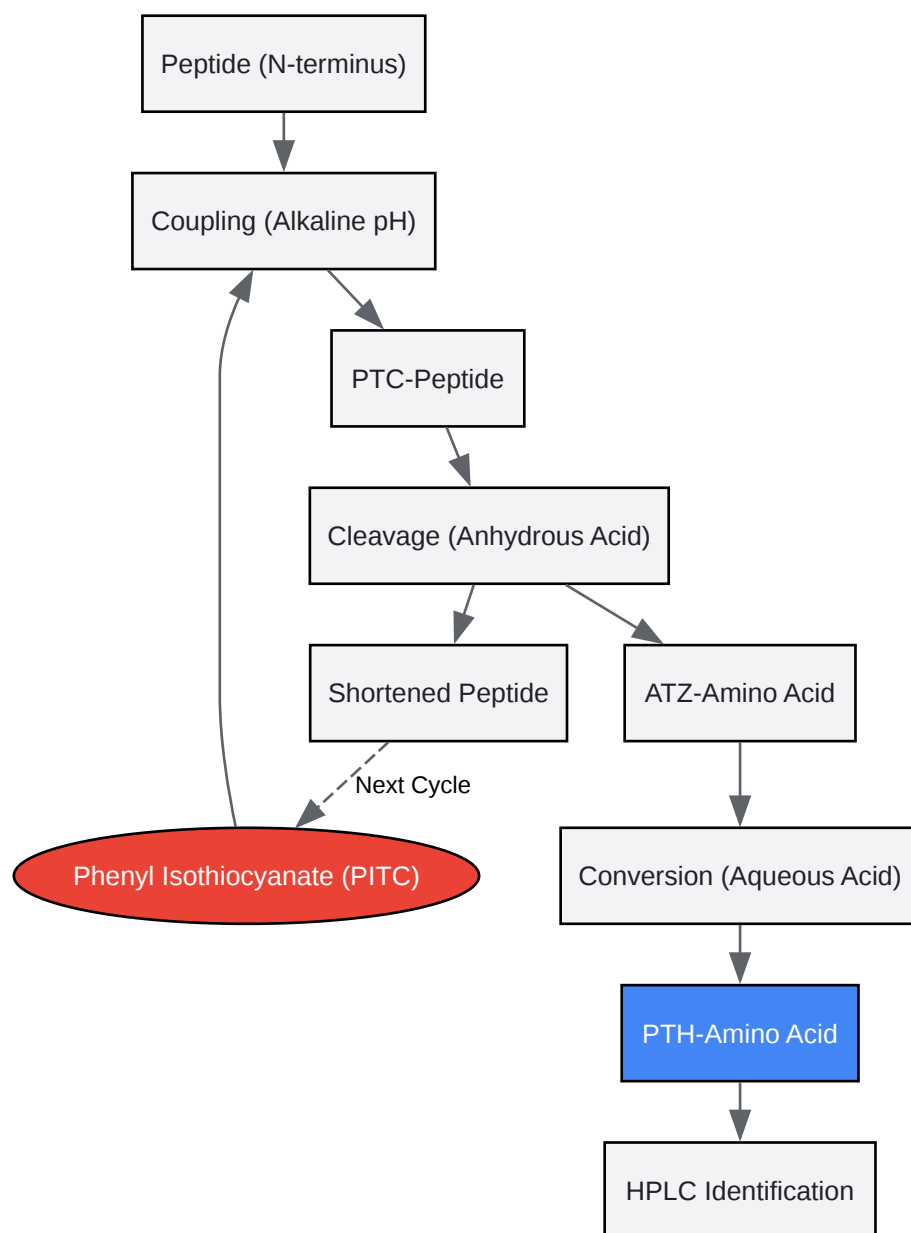 Peptide (N-terminus)
Coupling (Alkaline pH)
PTC-Peptide
Cleavage (Anhydrous Acid)
Shortened Peptide
ATZ-Amino Acid
Next Cycle
Phenyl Isothiocyanate (PITC)
Conversion (Aqueous Acid)
PTH-Amino Acid
HPLC Identification